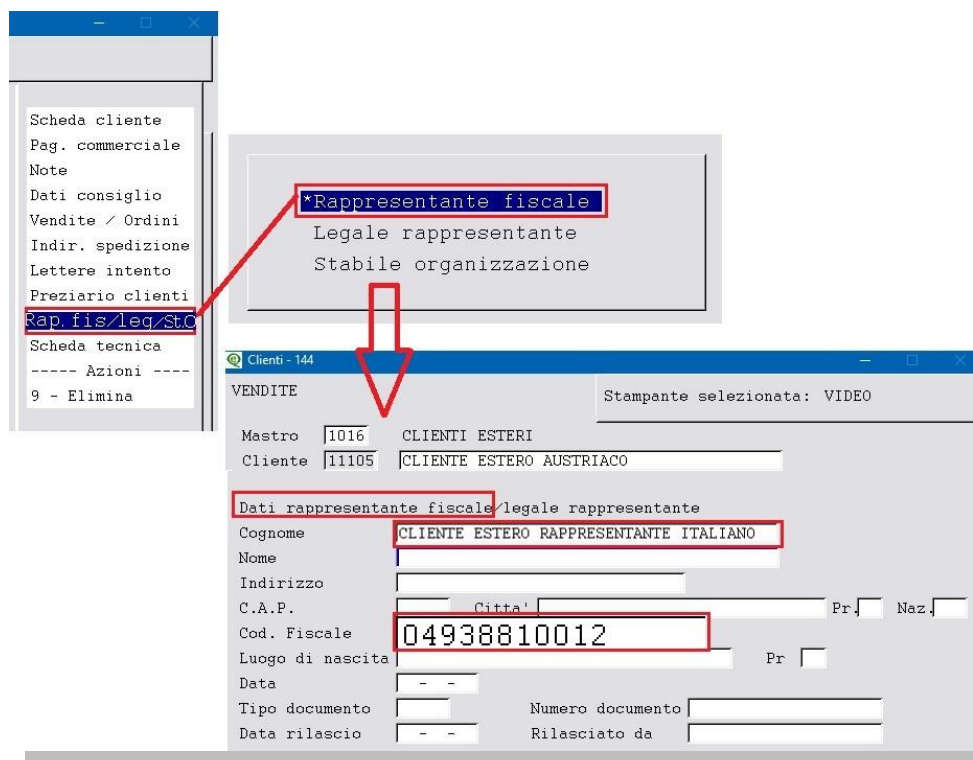 Scheda cliente
Pag. commerciale
Note
Dati consiglio
Vendite / Ordini
Indir. spedizione
Lettere intento
Preziario clienti
Rap.fis/leg/St.O
Scheda tecnica
----- Azioni ----
9 - Elimina
*Rappresentante fiscale
Legale rappresentante
Stabile organizzazione
Clienti - 144
VENDITE Stampante selezionata: VIDEO
Mastro 1016 CLIENTI ESTERI
Cliente 11105 CLIENTE ESTERO AUSTRIACO
Dati rappresentante fiscale/legale rappresentante
Cognome CLIENTE ESTERO RAPPRESENTANTE ITALIANO
Nome
Indirizzo
C.A.P. Citta' Pr. Naz.
Cod. Fiscale 04938810012
Luogo di nascita Pr
Data - -
Tipo documento Numero documento
Data rilascio - - Rilasciato da